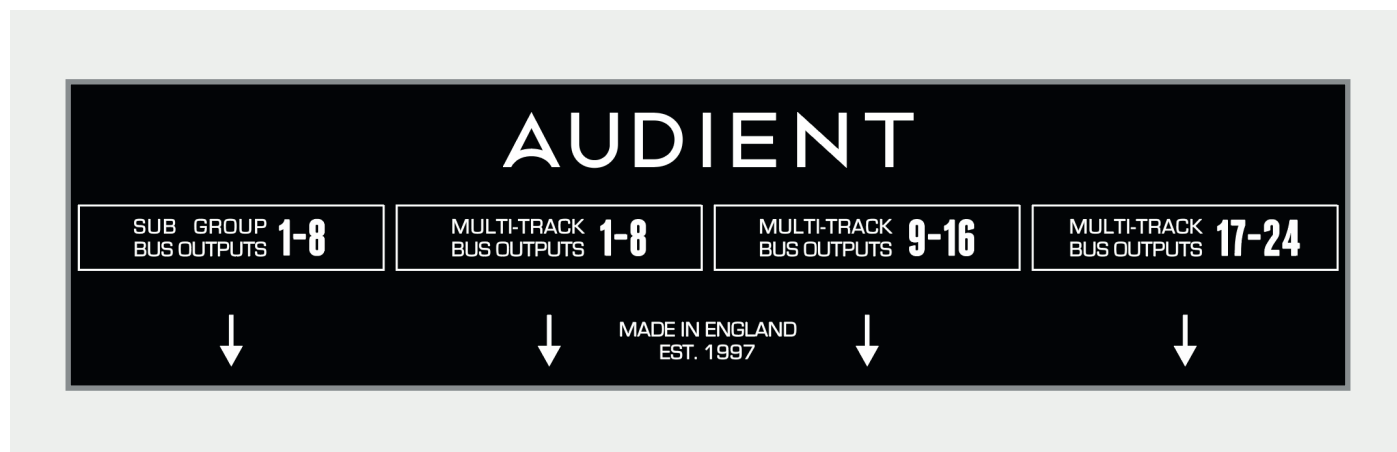 AUDIENT
SUB GROUP
BUS OUTPUTS 1-8
MULTI-TRACK
BUS OUTPUTS 1-8
MULTI-TRACK
BUS OUTPUTS 9-16
MULTI-TRACK
BUS OUTPUTS 17-24
MADE IN ENGLAND
EST. 1997